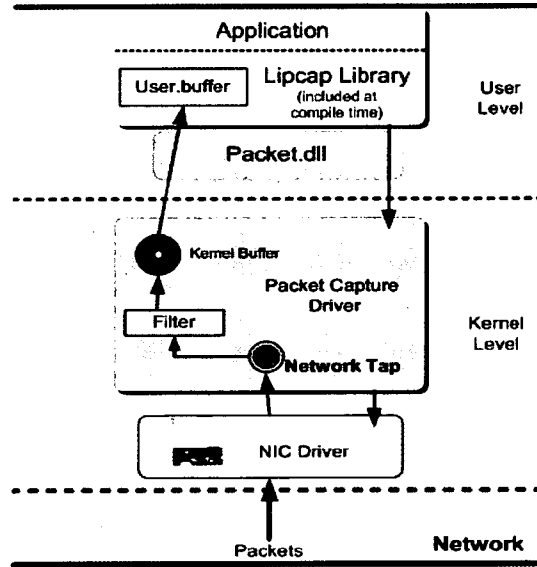 Application
User.buffer
Lipcap Library
(included at
compile time)
User
Level
Packet.dll
Kernel Buffer
Packet Capture
Driver
Filter
Kernel
Level
Network Tap
NIC Driver
Packets
Network